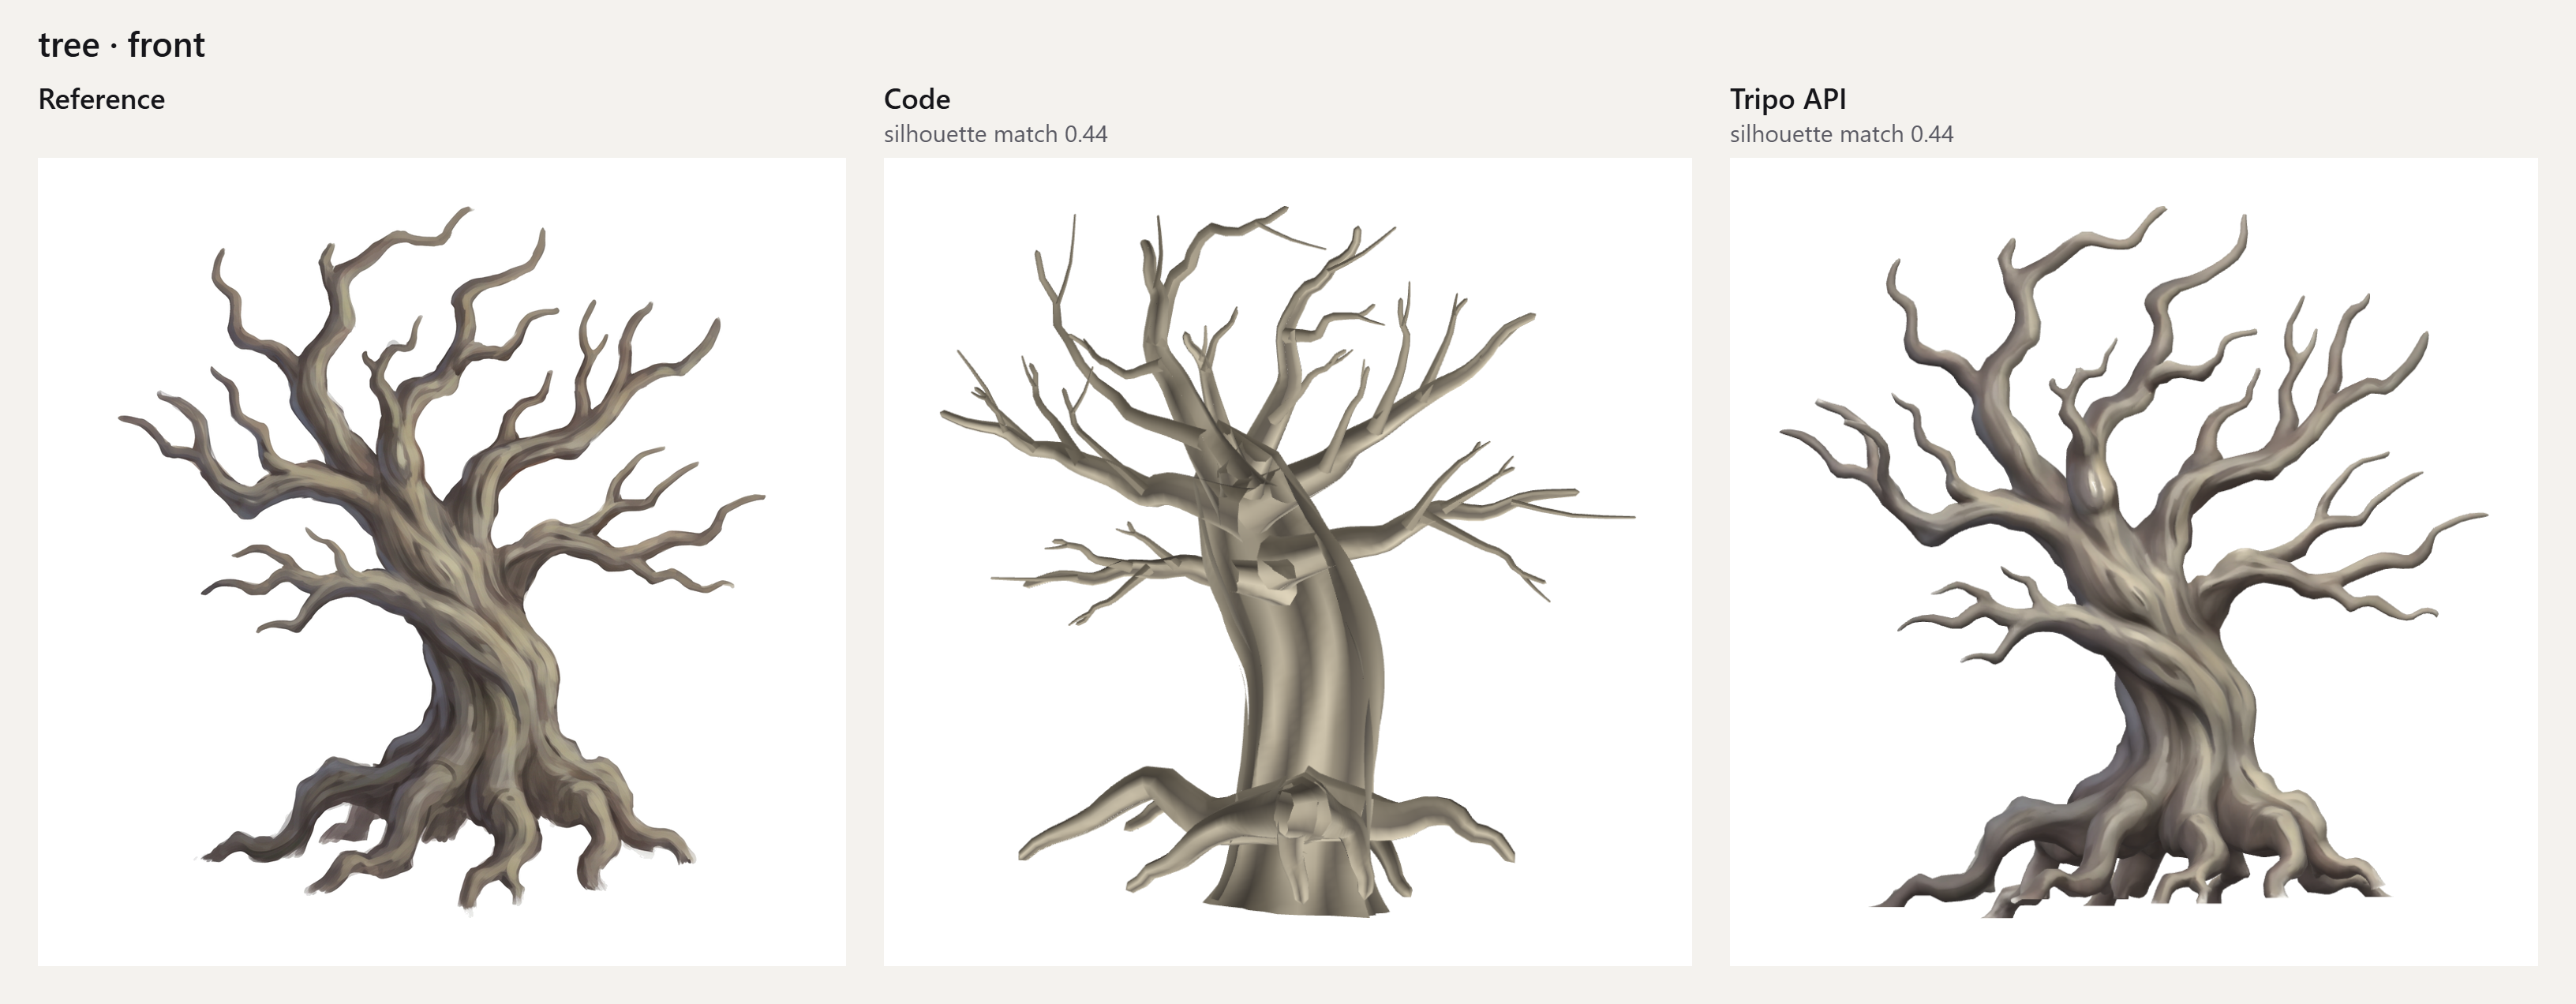 tree · front
Reference
Code
silhouette match 0.44
Tripo API
silhouette match 0.44